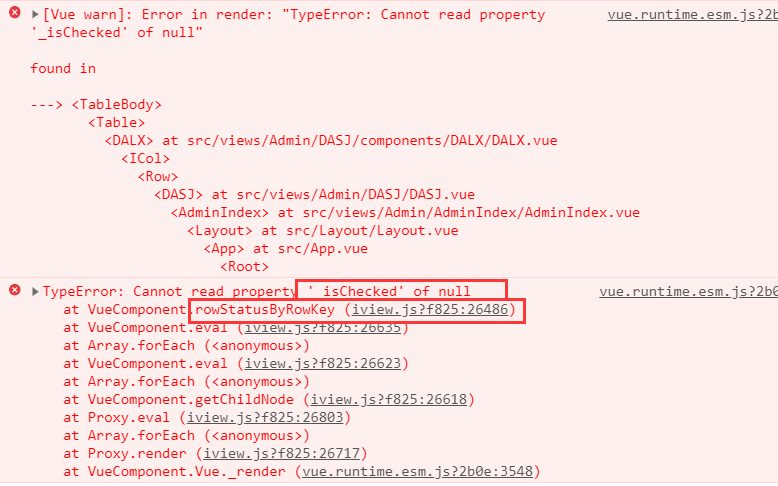 [Vue warn]: Error in render: "TypeError: Cannot read property vue.runtime.esm.js?2b
'_isChecked' of null"
found in
---> <TableBody>
<Table>
<DALX> at src/views/Admin/DASJ/components/DALX/DALX.vue
<ICol>
<Row>
<DASJ> at src/views/Admin/DASJ/DASJ.vue
<AdminIndex> at src/views/Admin/AdminIndex/AdminIndex.vue
<Layout> at src/Layout/Layout.vue
<App> at src/App.vue
<Root>
TypeError: Cannot read property '_isChecked' of null vue.runtime.esm.js?2b0
at VueComponent.rowStatusByRowKey (iview.js?f825:26486)
at VueComponent.eval (iview.js?f825:26635)
at Array.forEach (<anonymous>)
at VueComponent.eval (iview.js?f825:26623)
at Array.forEach (<anonymous>)
at VueComponent.getChildNode (iview.js?f825:26618)
at Proxy.eval (iview.js?f825:26803)
at Array.forEach (<anonymous>)
at Proxy.render (iview.js?f825:26717)
at VueComponent.Vue._render (vue.runtime.esm.js?2b0e:3548)